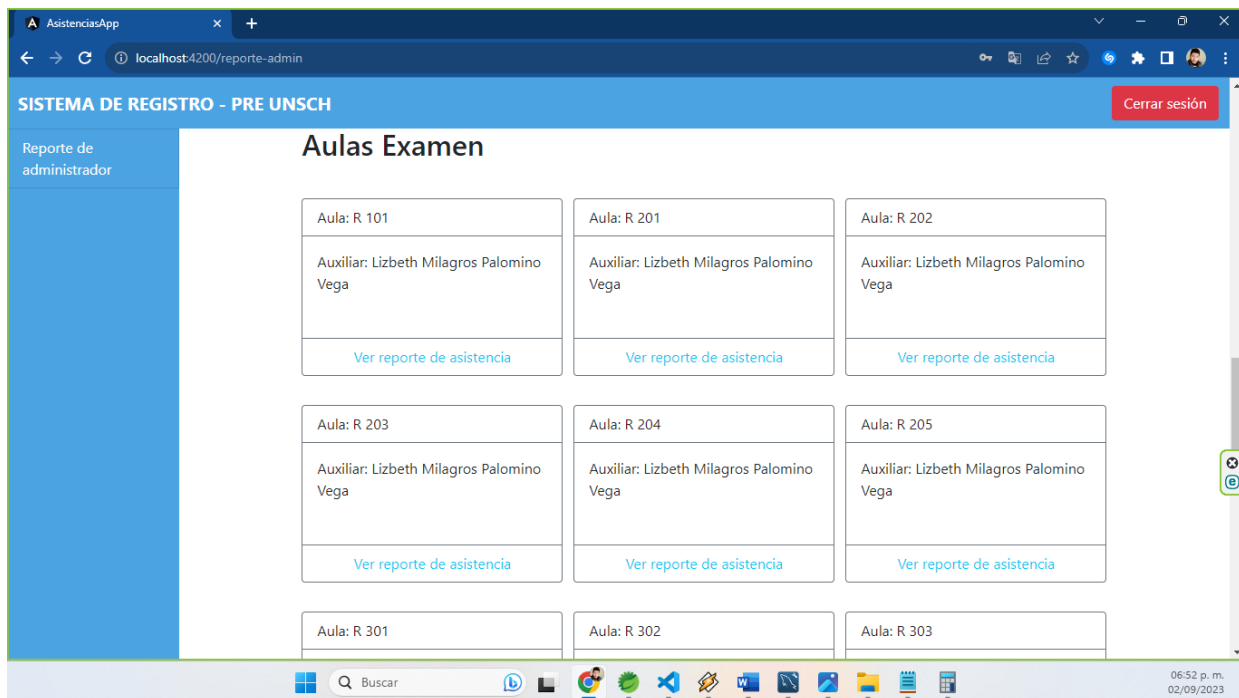 AsistenciasApp
localhost:4200/reporte-admin
SISTEMA DE REGISTRO - PRE UNSCH
Cerrar sesión
Reporte de
administrador
Aulas Examen
Aula: R 101
Auxiliar: Lizbeth Milagros Palomino
Vega
Ver reporte de asistencia
Aula: R 201
Auxiliar: Lizbeth Milagros Palomino
Vega
Ver reporte de asistencia
Aula: R 202
Auxiliar: Lizbeth Milagros Palomino
Vega
Ver reporte de asistencia
Aula: R 203
Auxiliar: Lizbeth Milagros Palomino
Vega
Ver reporte de asistencia
Aula: R 204
Auxiliar: Lizbeth Milagros Palomino
Vega
Ver reporte de asistencia
Aula: R 205
Auxiliar: Lizbeth Milagros Palomino
Vega
Ver reporte de asistencia
Aula: R 301
Aula: R 302
Aula: R 303
Buscar
06:52 p. m.
02/09/2023